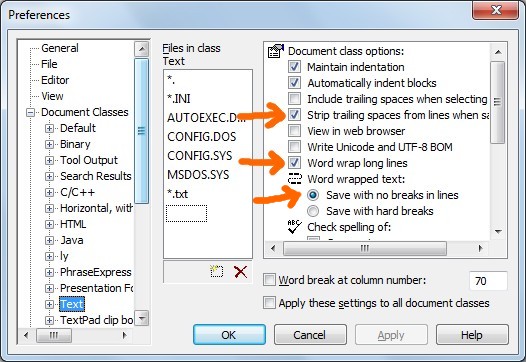 Preferences
General
File
Editor
View
Document Classes
Default
Binary
Tool Output
Search Results
C/C++
Horizontal, with
HTML
Java
ly
PhraseExpress
Presentation Fo
Text
TextPad clip bo
Files in class
Text
*.
*.INI
AUTOEXEC.D...
CONFIG.DOS
CONFIG.SYS
MSDOS.SYS
*.txt
Document class options:
Maintain indentation
Automatically indent blocks
Include trailing spaces when selecting
Strip trailing spaces from lines when sa
View in web browser
Write Unicode and UTF-8 BOM
Word wrap long lines
Word wrapped text:
Save with no breaks in lines
Save with hard breaks
ABC
Check spelling of:
Word break at column number: 70
Apply these settings to all document classes
OK
Cancel
Apply
Help